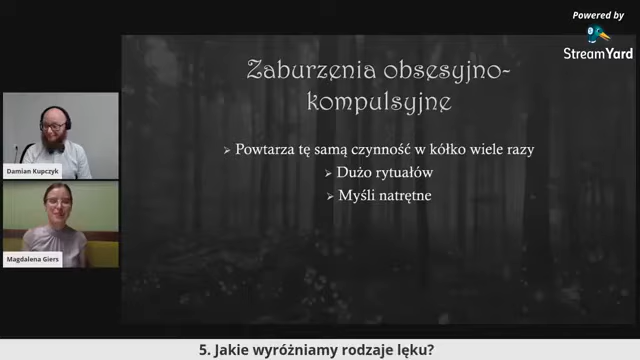 Powered by
StreamYard
Zaburzenia obsesyjno-
kompulsyjne
➢ Powtarza tę samą czynność w kółko wiele razy
➢ Dużo rytuałów
➢ Myśli natrętne
Damian Kupczyk
Magdalena Giers
5. Jakie wyróżniamy rodzaje lęku?